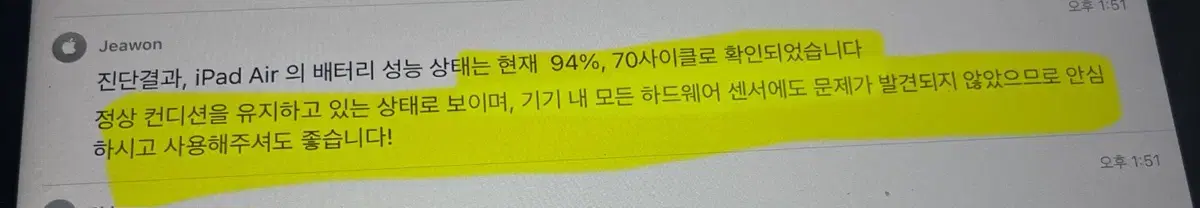 오후 1:51
Jeawon
진단결과, iPad Air 의 배터리 성능 상태는 현재 94%, 70사이클로 확인되었습니다
정상 컨디션을 유지하고 있는 상태로 보이며, 기기 내 모든 하드웨어 센서에도 문제가 발견되지 않았으므로 안심
하시고 사용해주셔도 좋습니다!
오후 1:51